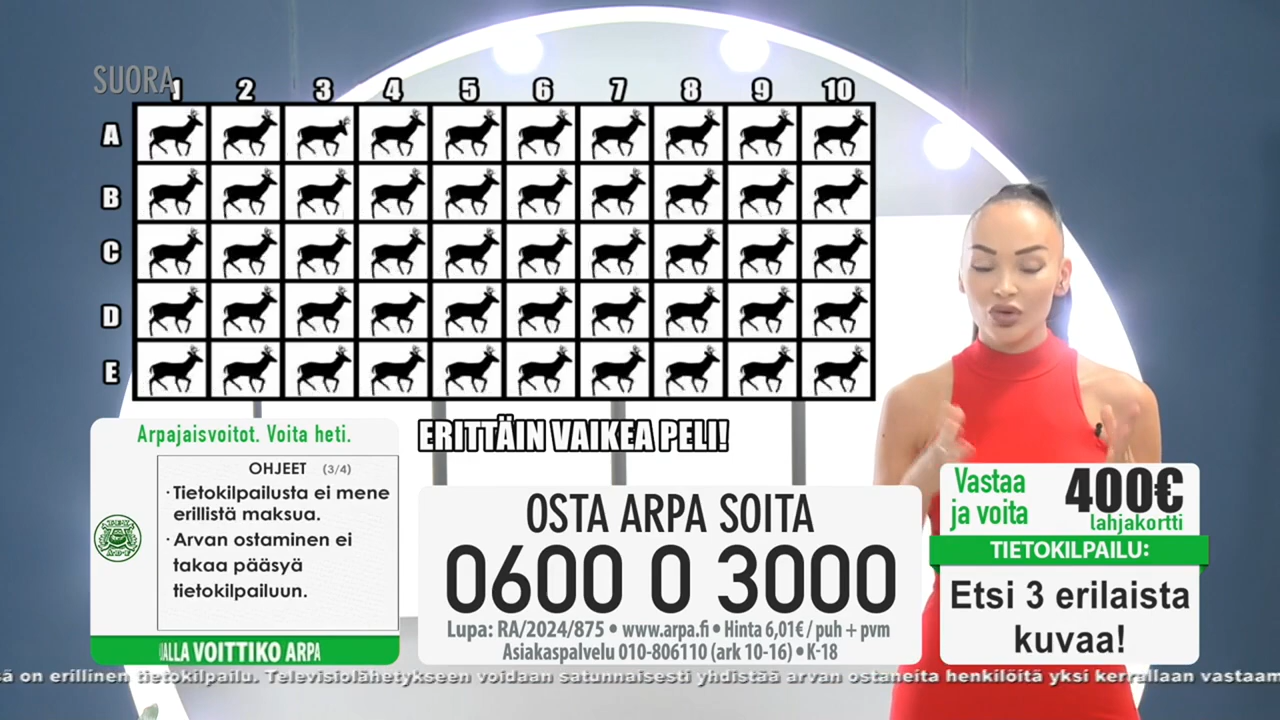 SUORA
1 2 3 4 5 6 7 8 9 10
A
B
C
D
E
ERITTÄIN VAIKEA PELI!
Arpajaisvoitot. Voita heti.
OHJEET (3/4)
·Tietokilpailusta ei mene
erillistä maksua.
·Arvan ostaminen ei
takaa pääsyä
tietokilpailuun.
VOITTIKO ARPA
OSTA ARPA SOITA
0600 0 3000
Lupa: RA/2024/875 • www.arpa.fi • Hinta 6,01€ / puh + pvm
Asiakaspalvelu 010-806110 (ark 10-16) • K-18
Vastaa
ja voita
400€
lahjakortti
TIETOKILPAILU:
Etsi 3 erilaista
kuvaa!
on erillinen tietokilpailu. Televisiolähetykseen voidaan satunnaisesti yhdistää arvan ostaneita henkilöitä yksi kerrallaan vastaam